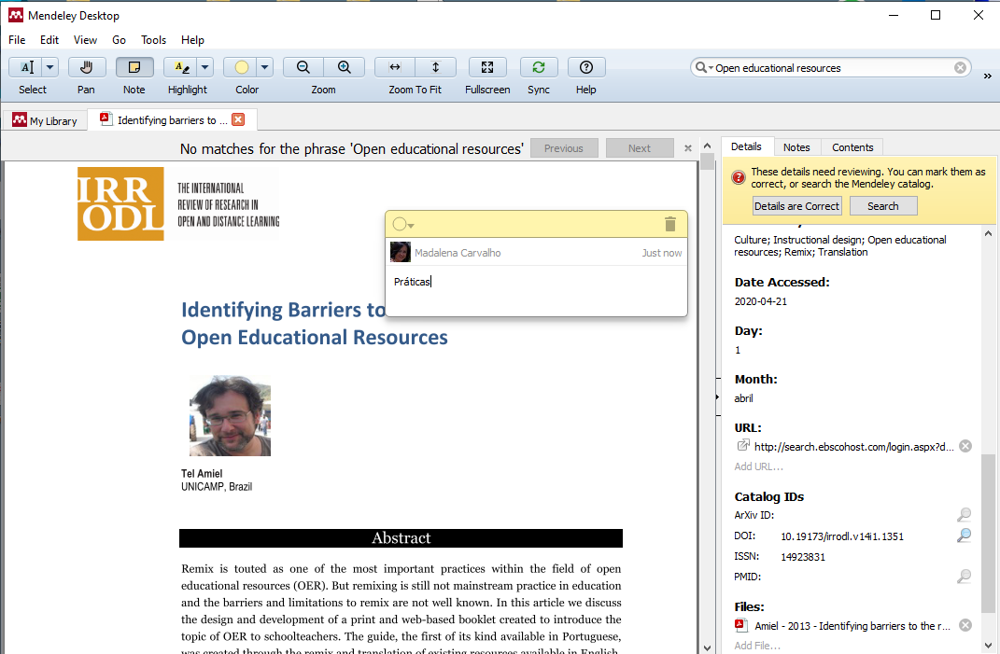 Mendeley Desktop
File Edit View Go Tools Help
Select Pan Note Highlight Color Zoom Zoom To Fit Fullscreen Sync Help
Open educational resources
»
My Library
Identifying barriers to ...
No matches for the phrase 'Open educational resources'
Previous Next
IRR
ODL
THE INTERNATIONAL
REVIEW OF RESEARCH IN
OPEN AND DISTANCE LEARNING
Madalena Carvalho Just now
Práticas
Identifying Barriers to
Open Educational Resources
Tel Amiel
UNICAMP, Brazil
Abstract
Remix is touted as one of the most important practices within the field of open
educational resources (OER). But remixing is still not mainstream practice in education
and the barriers and limitations to remix are not well known. In this article we discuss
the design and development of a print and web-based booklet created to introduce the
topic of OER to schoolteachers. The guide, the first of its kind available in Portuguese,
was created through the remix and translation of existing resources available in English.
Details Notes Contents
These details need reviewing. You can mark them as
correct, or search the Mendeley catalog.
Details are Correct Search
Culture; Instructional design; Open educational
resources; Remix; Translation
Date Accessed:
2020-04-21
Day:
1
Month:
abril
URL:
http://search.ebscohost.com/login.aspx?d...
Add URL...
Catalog IDs
ArXiv ID:
DOI: 10.19173/irrodl.v14i1.1351
ISSN: 14923831
PMID:
Files:
Amiel - 2013 - Identifying barriers to the r...
Add File...